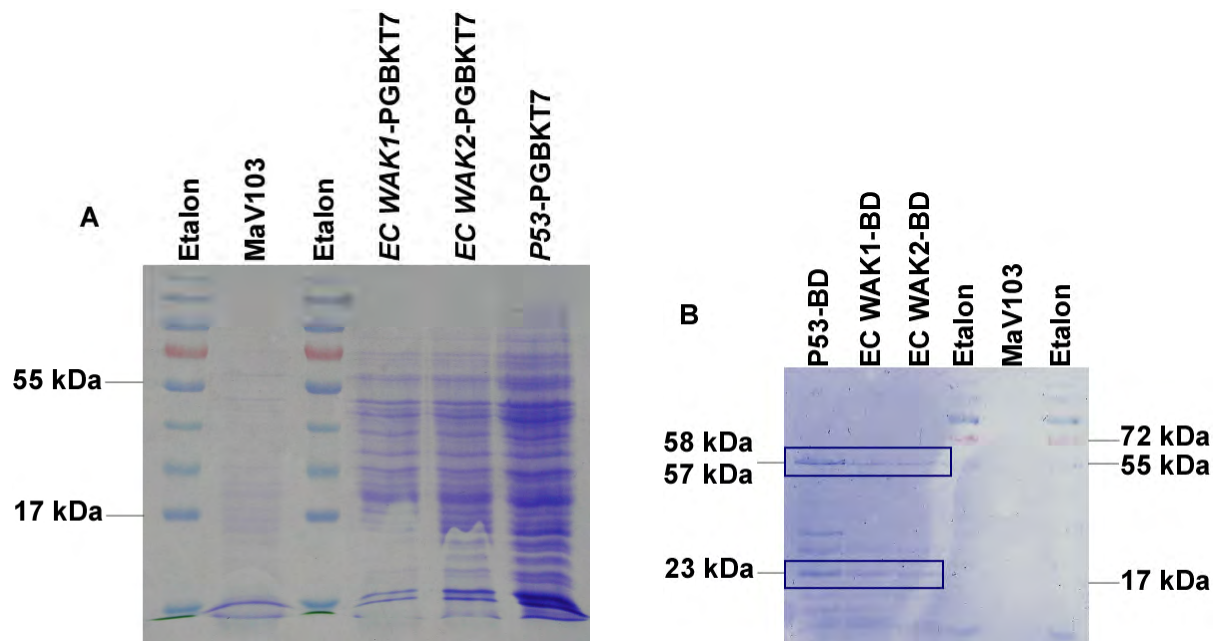 A
Etalon
MaV103
Etalon
EC WAK1-PGBKT7
EC WAK2-PGBKT7
P53-PGBKT7
55 kDa
17 kDa
B
P53-BD
EC WAK1-BD
EC WAK2-BD
Etalon
MaV103
Etalon
58 kDa
57 kDa
23 kDa
72 kDa
55 kDa
17 kDa